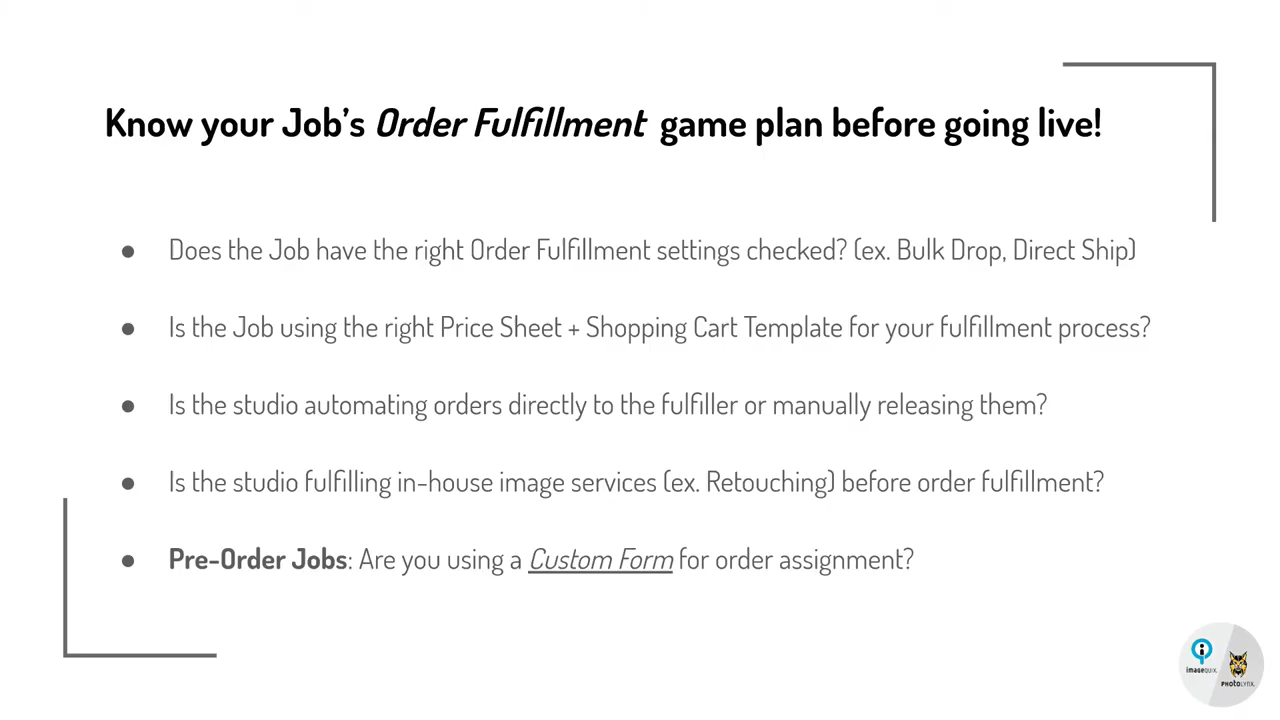 Know your Job's Order Fulfillment game plan before going live!
● Does the Job have the right Order Fulfillment settings checked? (ex. Bulk Drop, Direct Ship)
● Is the Job using the right Price Sheet + Shopping Cart Template for your fulfillment process?
● Is the studio automating orders directly to the fulfiller or manually releasing them?
● Is the studio fulfilling in-house image services (ex. Retouching) before order fulfillment?
● Pre-Order Jobs: Are you using a Custom Form for order assignment?
imagequix
PHOTOLYNX